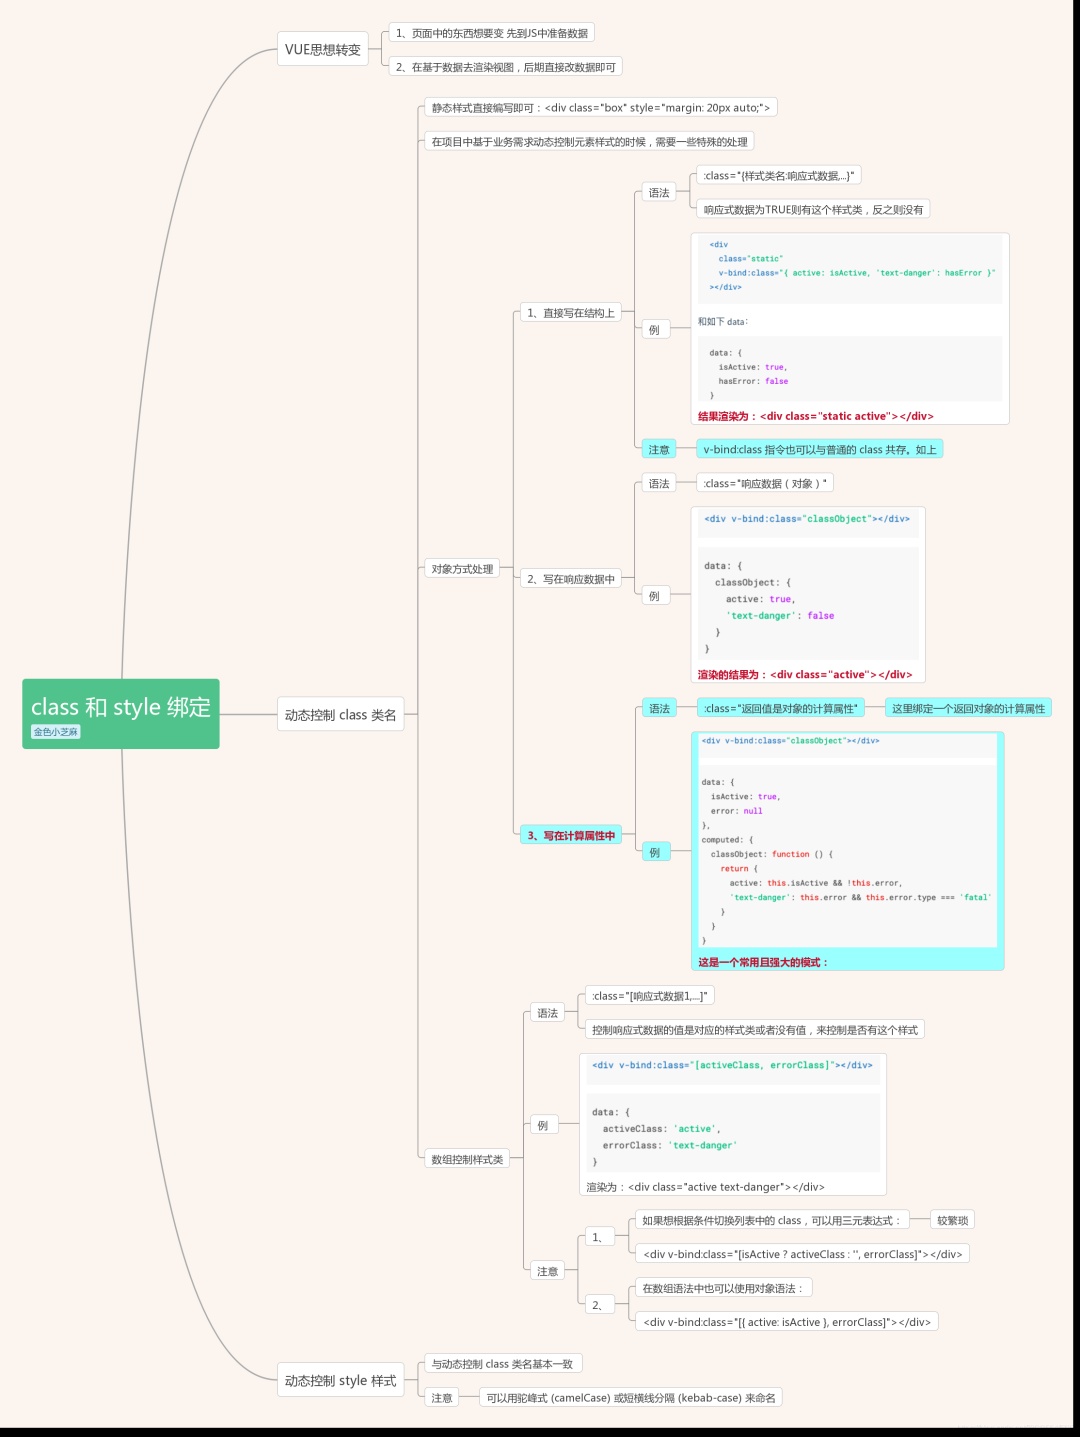 VUE思想转变
1、页面中的东西想要变 先到JS中准备数据
2、在基于数据去渲染视图，后期直接改数据即可
class 和 style 绑定
金色小芝麻
动态控制 class 类名
静态样式直接编写即可：<div class="box" style="margin: 20px auto;">
在项目中基于业务需求动态控制元素样式的时候，需要一些特殊的处理
对象方式处理
1、直接写在结构上
语法
:class="{样式类名:响应式数据,...}"
响应式数据为TRUE则有这个样式类，反之则没有
例
<div
class="static"
v-bind:class="{ active: isActive, 'text-danger': hasError }"
></div>
和如下 data：
data: {
isActive: true,
hasError: false
}
结果渲染为：<div class="static active"></div>
注意
v-bind:class 指令也可以与普通的 class 共存。如上
2、写在响应数据中
语法
:class="响应数据（对象）"
例
<div v-bind:class="classObject"></div>
data: {
classObject: {
active: true,
'text-danger': false
}
}
渲染的结果为：<div class="active"></div>
3、写在计算属性中
语法
:class="返回值是对象的计算属性"
这里绑定一个返回对象的计算属性
例
<div v-bind:class="classObject"></div>
data: {
isActive: true,
error: null
},
computed: {
classObject: function () {
return {
active: this.isActive && !this.error,
'text-danger': this.error && this.error.type === 'fatal'
}
}
}
这是一个常用且强大的模式：
数组控制样式类
语法
:class="[响应式数据1,...]"
控制响应式数据的值是对应的样式类或者没有值，来控制是否有这个样式
例
<div v-bind:class="[activeClass, errorClass]"></div>
data: {
activeClass: 'active',
errorClass: 'text-danger'
}
渲染为：<div class="active text-danger"></div>
注意
1、
如果想根据条件切换列表中的 class，可以用三元表达式：
较繁琐
<div v-bind:class="[isActive ? activeClass : '', errorClass]"></div>
2、
在数组语法中也可以使用对象语法：
<div v-bind:class="[{ active: isActive }, errorClass]"></div>
动态控制 style 样式
与动态控制 class 类名基本一致
注意
可以用驼峰式 (camelCase) 或短横线分隔 (kebab-case) 来命名